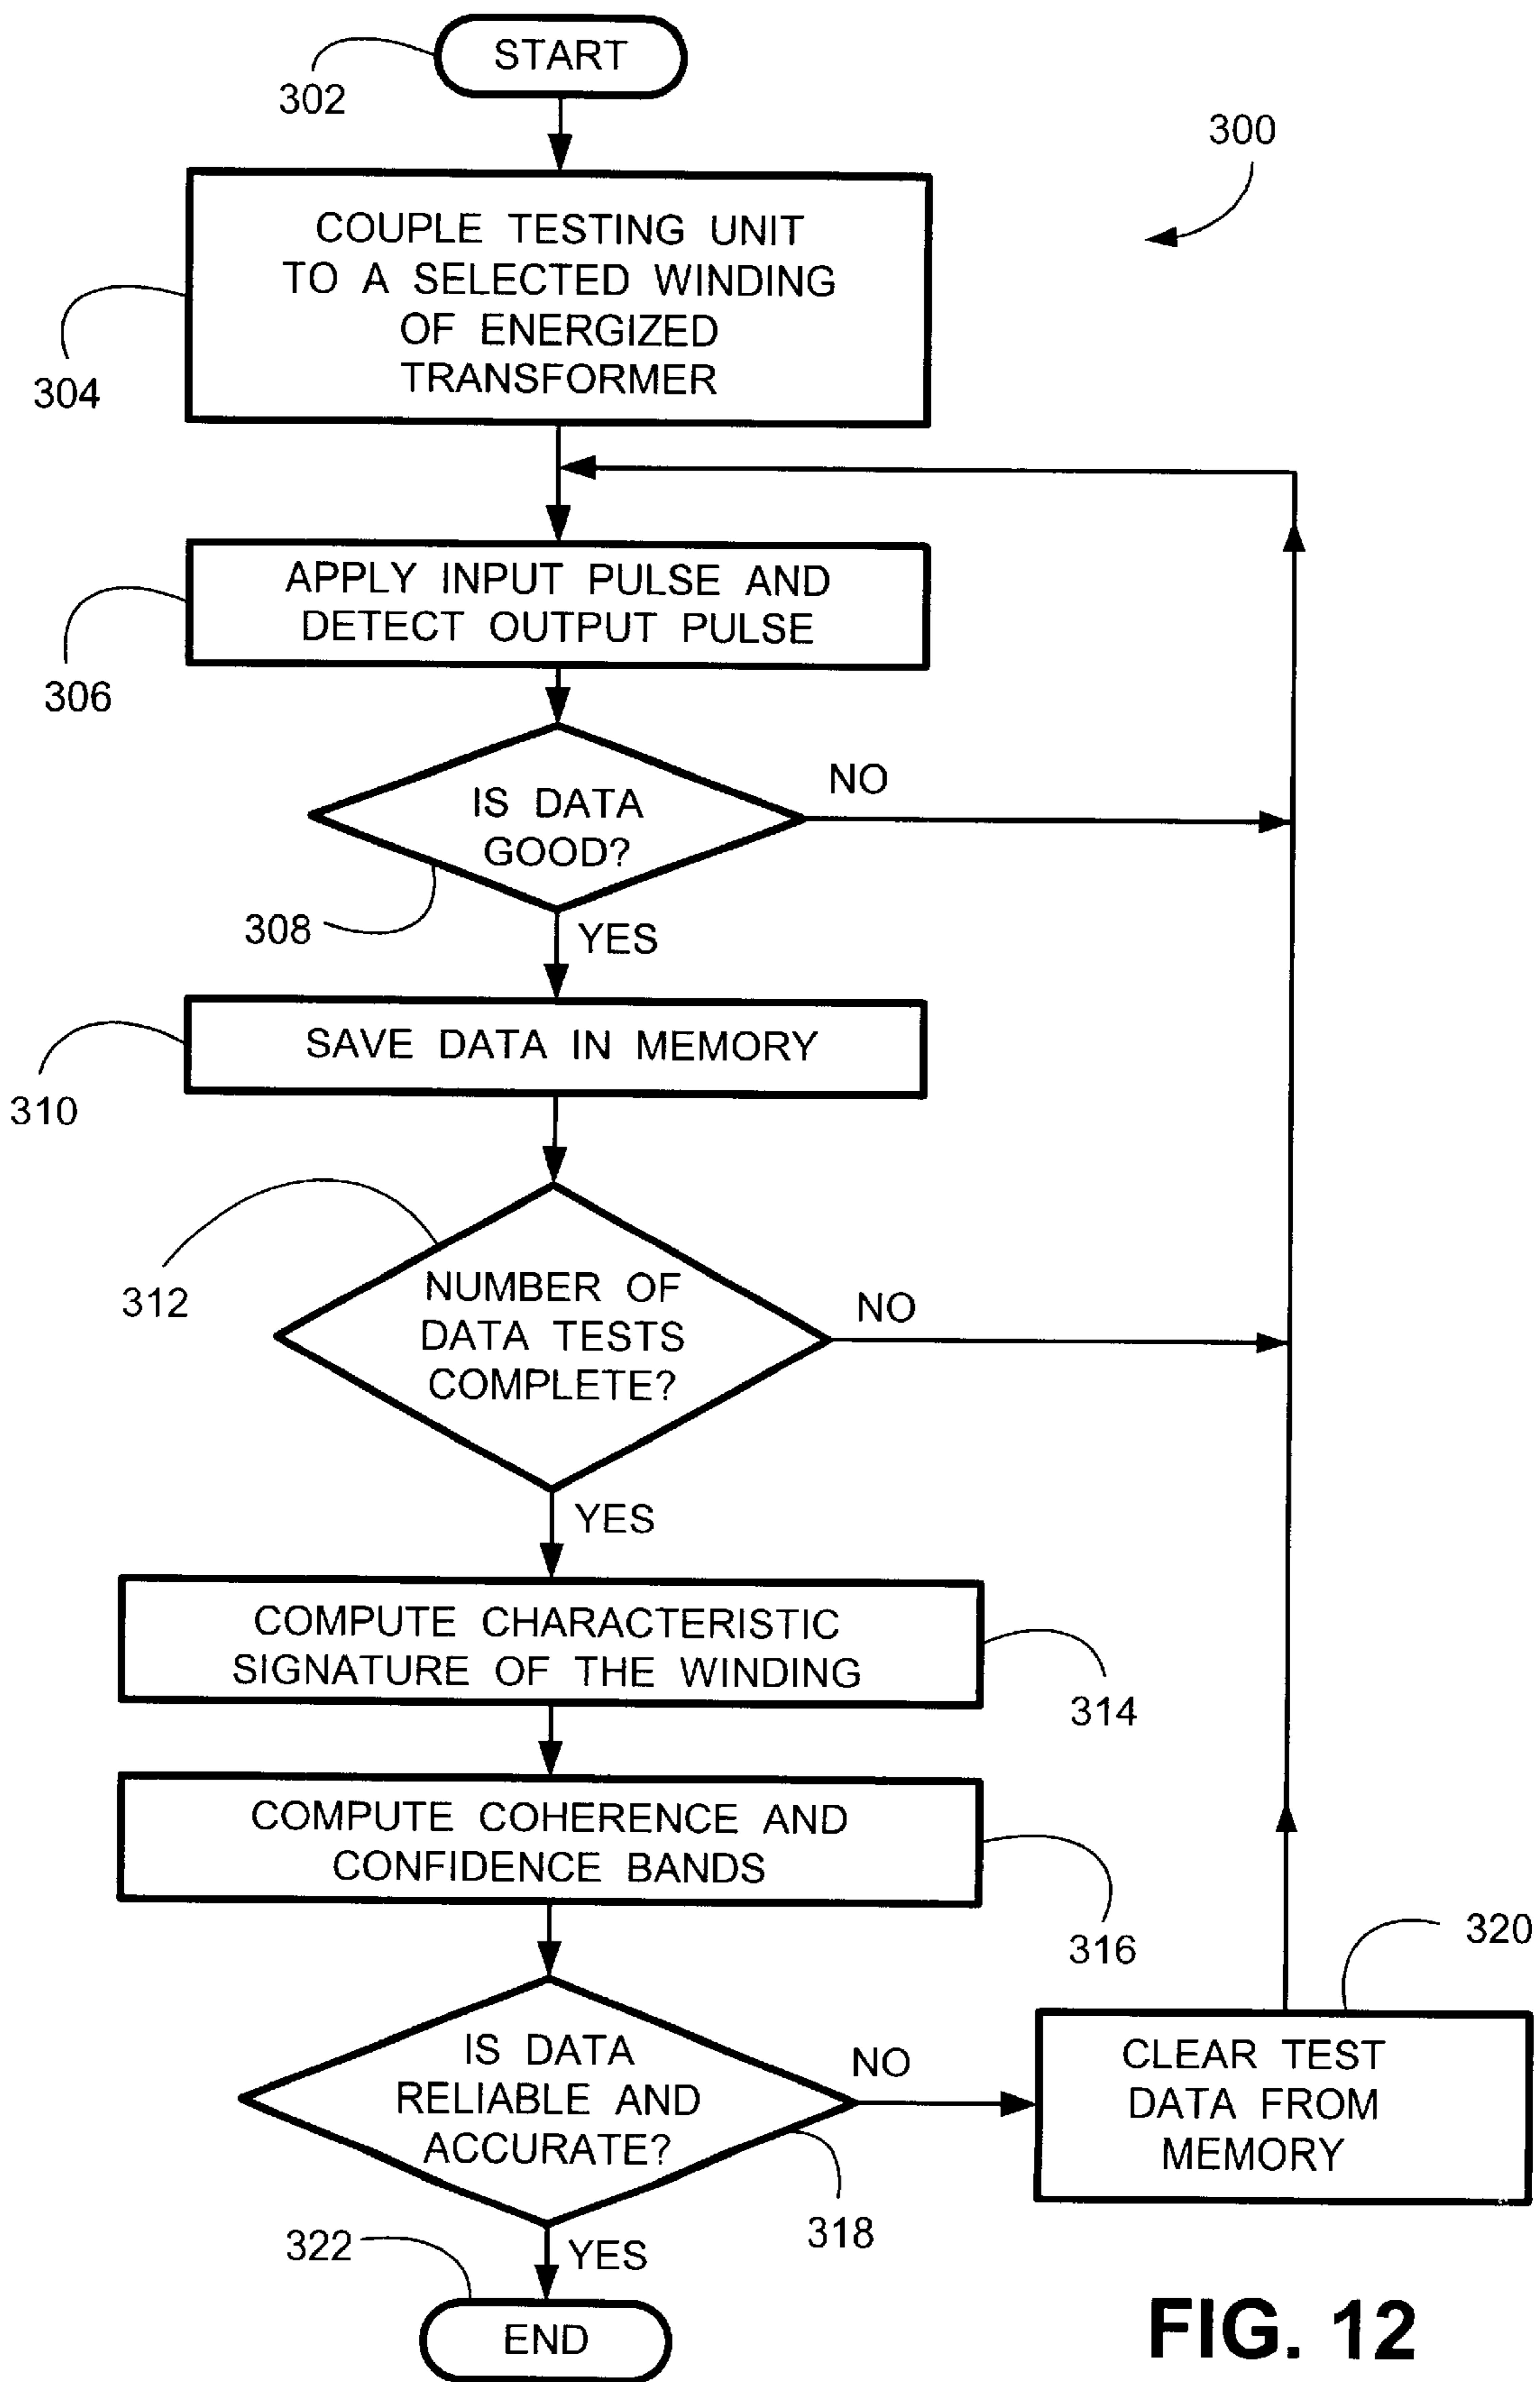 START
302
300
COUPLE TESTING UNIT
TO A SELECTED WINDING
OF ENERGIZED
TRANSFORMER
304
APPLY INPUT PULSE AND
DETECT OUTPUT PULSE
306
IS DATA
GOOD?
NO
308
YES
SAVE DATA IN MEMORY
310
312
NUMBER OF
DATA TESTS
COMPLETE?
NO
YES
COMPUTE CHARACTERISTIC
SIGNATURE OF THE WINDING
314
COMPUTE COHERENCE AND
CONFIDENCE BANDS
316
320
IS DATA
RELIABLE AND
ACCURATE?
NO
CLEAR TEST
DATA FROM
MEMORY
318
322
YES
END
FIG. 12